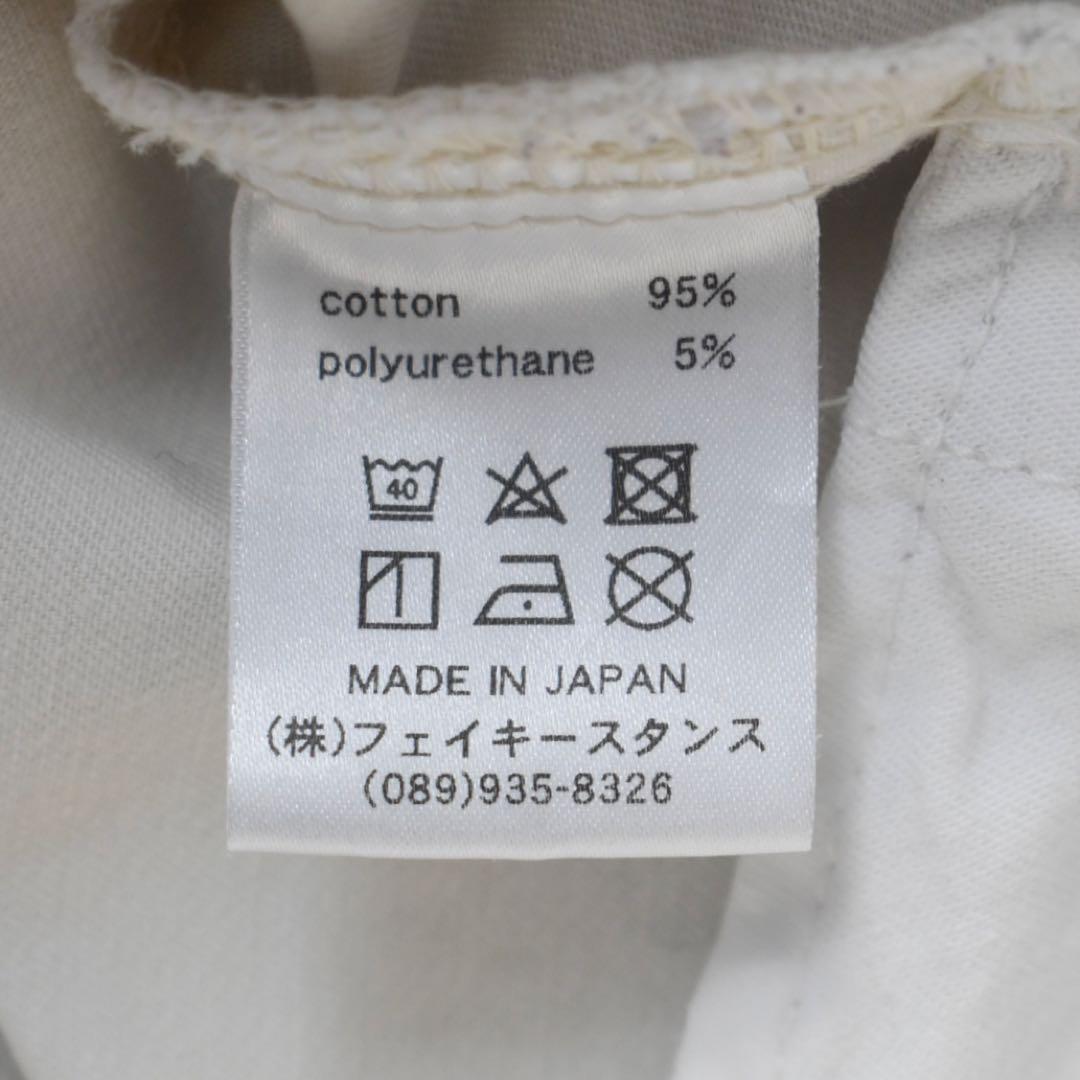 cotton 95%
polyurethane 5%
40
MADE IN JAPAN
(株)フェイキースタンス
(089)935-8326